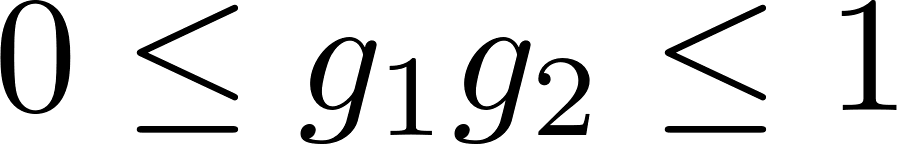 0 ≤ g₁g₂ ≤ 1